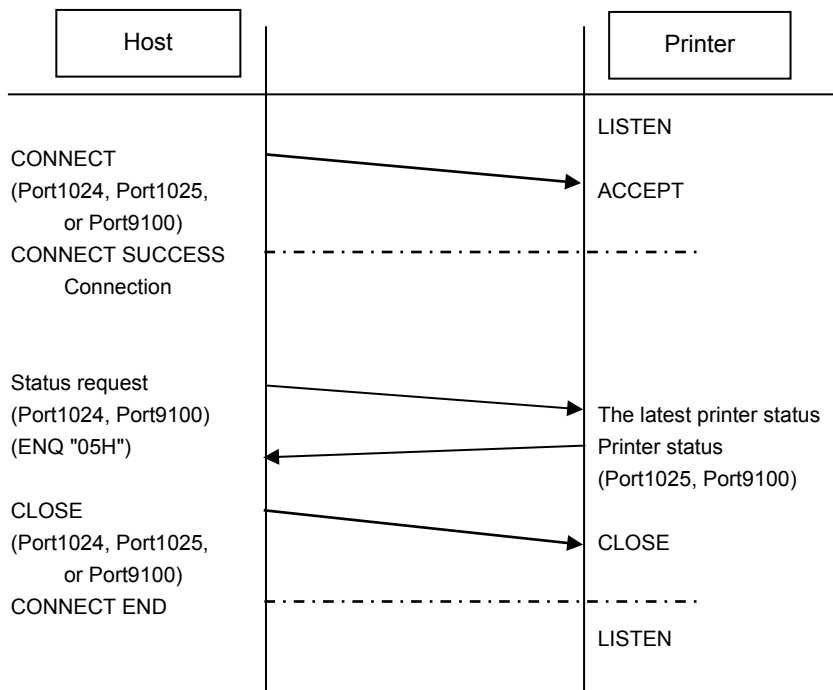 Host
Printer
LISTEN
CONNECT
(Port1024, Port1025,
or Port9100)
ACCEPT
CONNECT SUCCESS
Connection
Status request
(Port1024, Port9100)
(ENQ "05H")
The latest printer status
Printer status
(Port1025, Port9100)
CLOSE
(Port1024, Port1025,
or Port9100)
CLOSE
CONNECT END
LISTEN